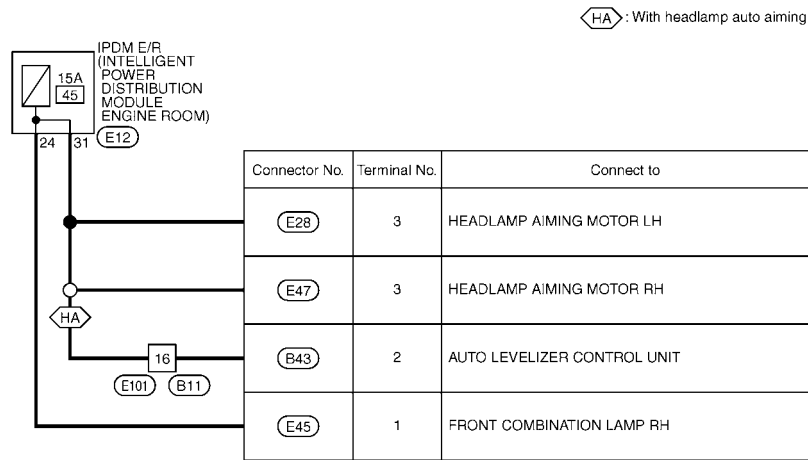 HA : With headlamp auto aiming
IPDM E/R
(INTELLIGENT
POWER
DISTRIBUTION
MODULE
ENGINE ROOM)
15A
45
24 31 E12
Connector No. Terminal No. Connect to
E28 3 HEADLAMP AIMING MOTOR LH
E47 3 HEADLAMP AIMING MOTOR RH
HA
16
B43 2 AUTO LEVELIZER CONTROL UNIT
E101 B11
E45 1 FRONT COMBINATION LAMP RH